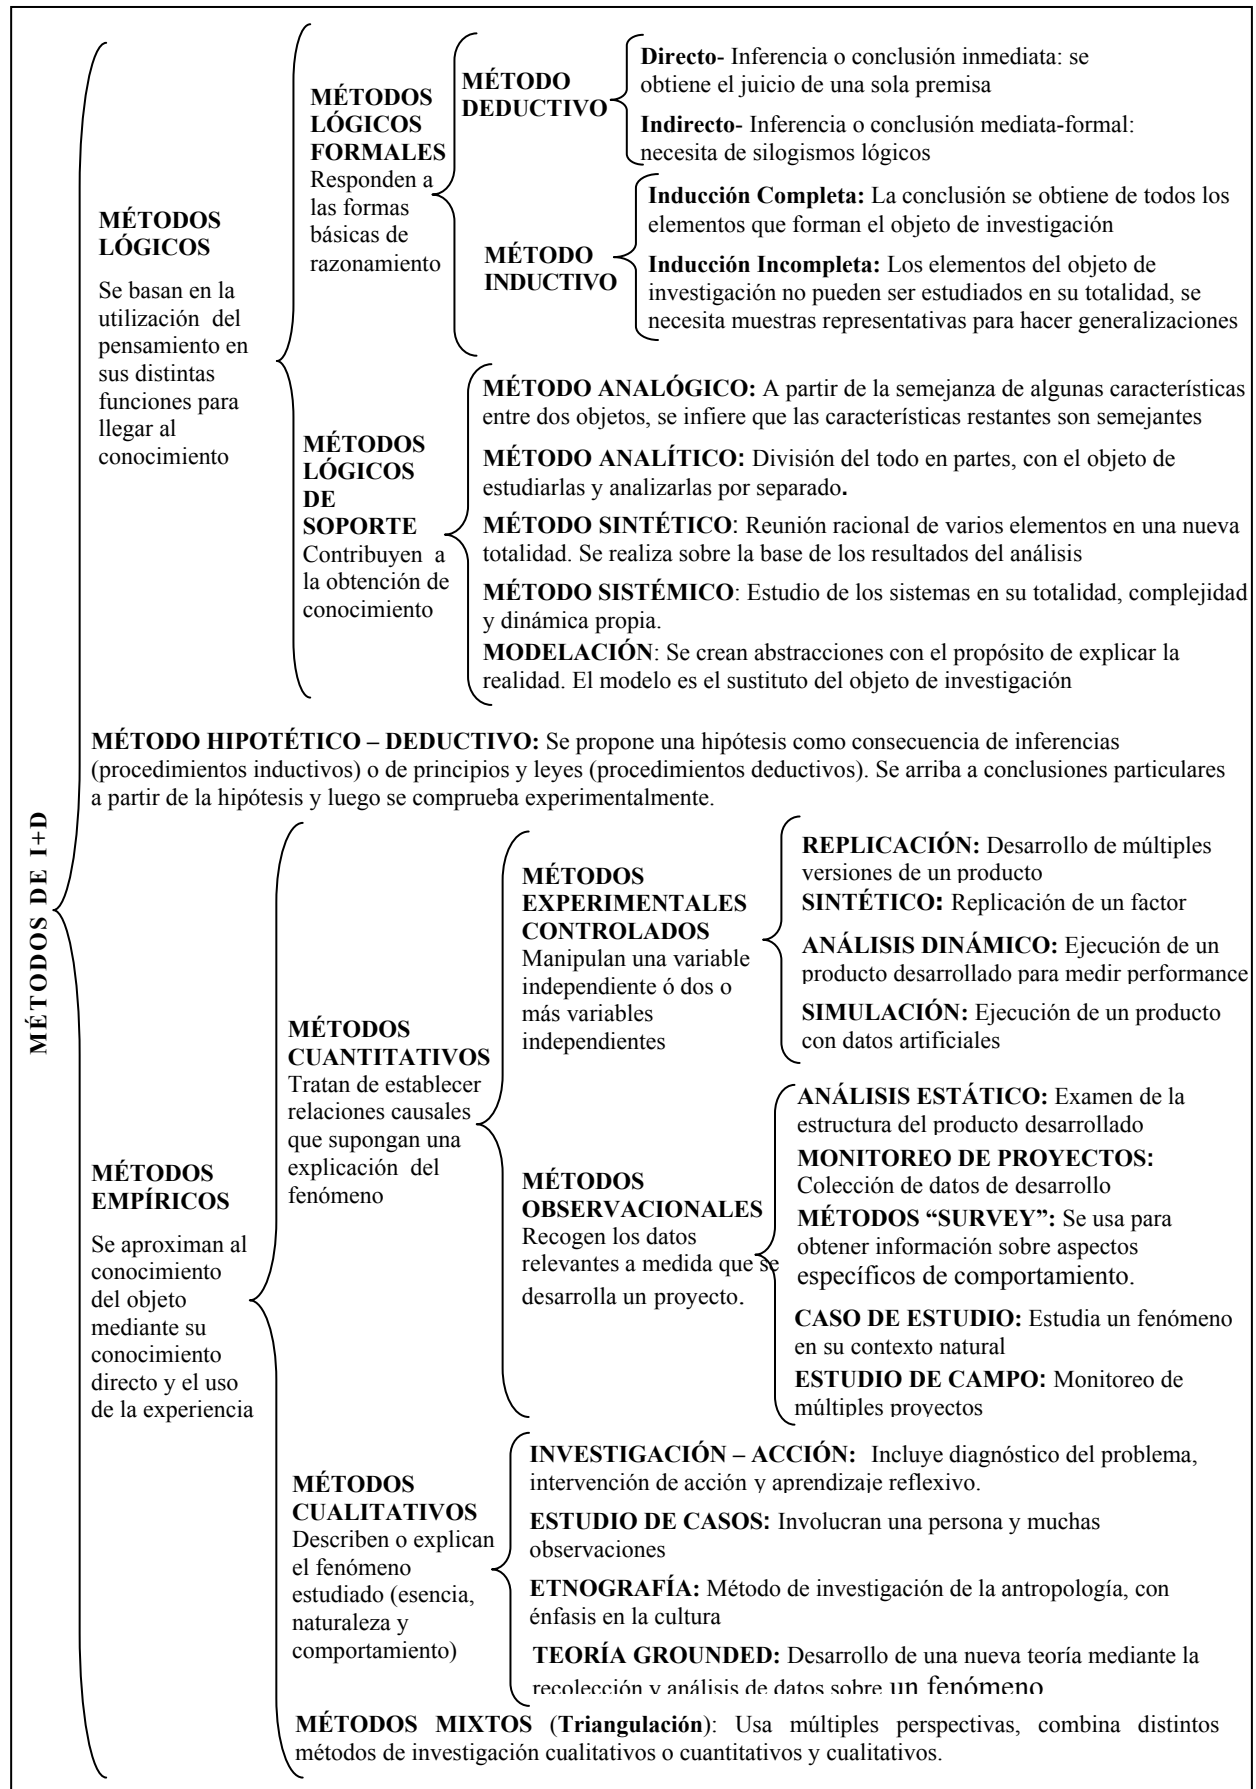 MÉTODOS DE I+D
MÉTODOS
LÓGICOS
Se basan en la
utilización del
pensamiento en
sus distintas
funciones para
llegar al
conocimiento
MÉTODOS
LÓGICOS
FORMALES
Responden a
las formas
básicas de
razonamiento
MÉTODO
DEDUCTIVO
Directo- Inferencia o conclusión inmediata: se
obtiene el juicio de una sola premisa
Indirecto- Inferencia o conclusión mediata-formal:
necesita de silogismos lógicos
MÉTODO
INDUCTIVO
Inducción Completa: La conclusión se obtiene de todos los
elementos que forman el objeto de investigación
Inducción Incompleta: Los elementos del objeto de
investigación no pueden ser estudiados en su totalidad, se
necesita muestras representativas para hacer generalizaciones
MÉTODOS
LÓGICOS
DE
SOPORTE
Contribuyen a
la obtención de
conocimiento
MÉTODO ANALÓGICO: A partir de la semejanza de algunas características
entre dos objetos, se infiere que las características restantes son semejantes
MÉTODO ANALÍTICO: División del todo en partes, con el objeto de
estudiarlas y analizarlas por separado.
MÉTODO SINTÉTICO: Reunión racional de varios elementos en una nueva
totalidad. Se realiza sobre la base de los resultados del análisis
MÉTODO SISTÉMICO: Estudio de los sistemas en su totalidad, complejidad
y dinámica propia.
MODELACIÓN: Se crean abstracciones con el propósito de explicar la
realidad. El modelo es el sustituto del objeto de investigación
MÉTODO HIPOTÉTICO – DEDUCTIVO: Se propone una hipótesis como consecuencia de inferencias
(procedimientos inductivos) o de principios y leyes (procedimientos deductivos). Se arriba a conclusiones particulares
a partir de la hipótesis y luego se comprueba experimentalmente.
MÉTODOS
EMPÍRICOS
Se aproximan al
conocimiento
del objeto
mediante su
conocimiento
directo y el uso
de la experiencia
MÉTODOS
CUANTITATIVOS
Tratan de establecer
relaciones causales
que supongan una
explicación del
fenómeno
MÉTODOS
EXPERIMENTALES
CONTROLADOS
Manipulan una variable
independiente ó dos o
más variables
independientes
REPLICACIÓN: Desarrollo de múltiples
versiones de un producto
SINTÉTICO: Replicación de un factor
ANÁLISIS DINÁMICO: Ejecución de un
producto desarrollado para medir performance
SIMULACIÓN: Ejecución de un producto
con datos artificiales
MÉTODOS
OBSERVACIONALES
Recogen los datos
relevantes a medida que se
desarrolla un proyecto.
ANÁLISIS ESTÁTICO: Examen de la
estructura del producto desarrollado
MONITOREO DE PROYECTOS:
Colección de datos de desarrollo
MÉTODOS “SURVEY”: Se usa para
obtener información sobre aspectos
específicos de comportamiento.
CASO DE ESTUDIO: Estudia un fenómeno
en su contexto natural
ESTUDIO DE CAMPO: Monitoreo de
múltiples proyectos
MÉTODOS
CUALITATIVOS
Describen o explican
el fenómeno
estudiado (esencia,
naturaleza y
comportamiento)
INVESTIGACIÓN – ACCIÓN: Incluye diagnóstico del problema,
intervención de acción y aprendizaje reflexivo.
ESTUDIO DE CASOS: Involucran una persona y muchas
observaciones
ETNOGRAFÍA: Método de investigación de la antropología, con
énfasis en la cultura
TEORÍA GROUNDED: Desarrollo de una nueva teoría mediante la
recolección y análisis de datos sobre un fenómeno
MÉTODOS MIXTOS (Triangulación): Usa múltiples perspectivas, combina distintos
métodos de investigación cualitativos o cuantitativos y cualitativos.